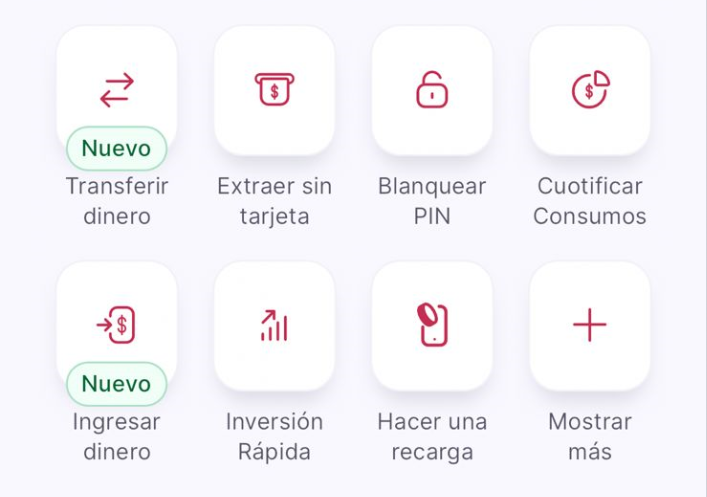 Nuevo
Transferir
dinero
Extraer sin
tarjeta
Blanquear
PIN
Cuotificar
Consumos
Nuevo
Ingresar
dinero
Inversión
Rápida
Hacer una
recarga
Mostrar
más